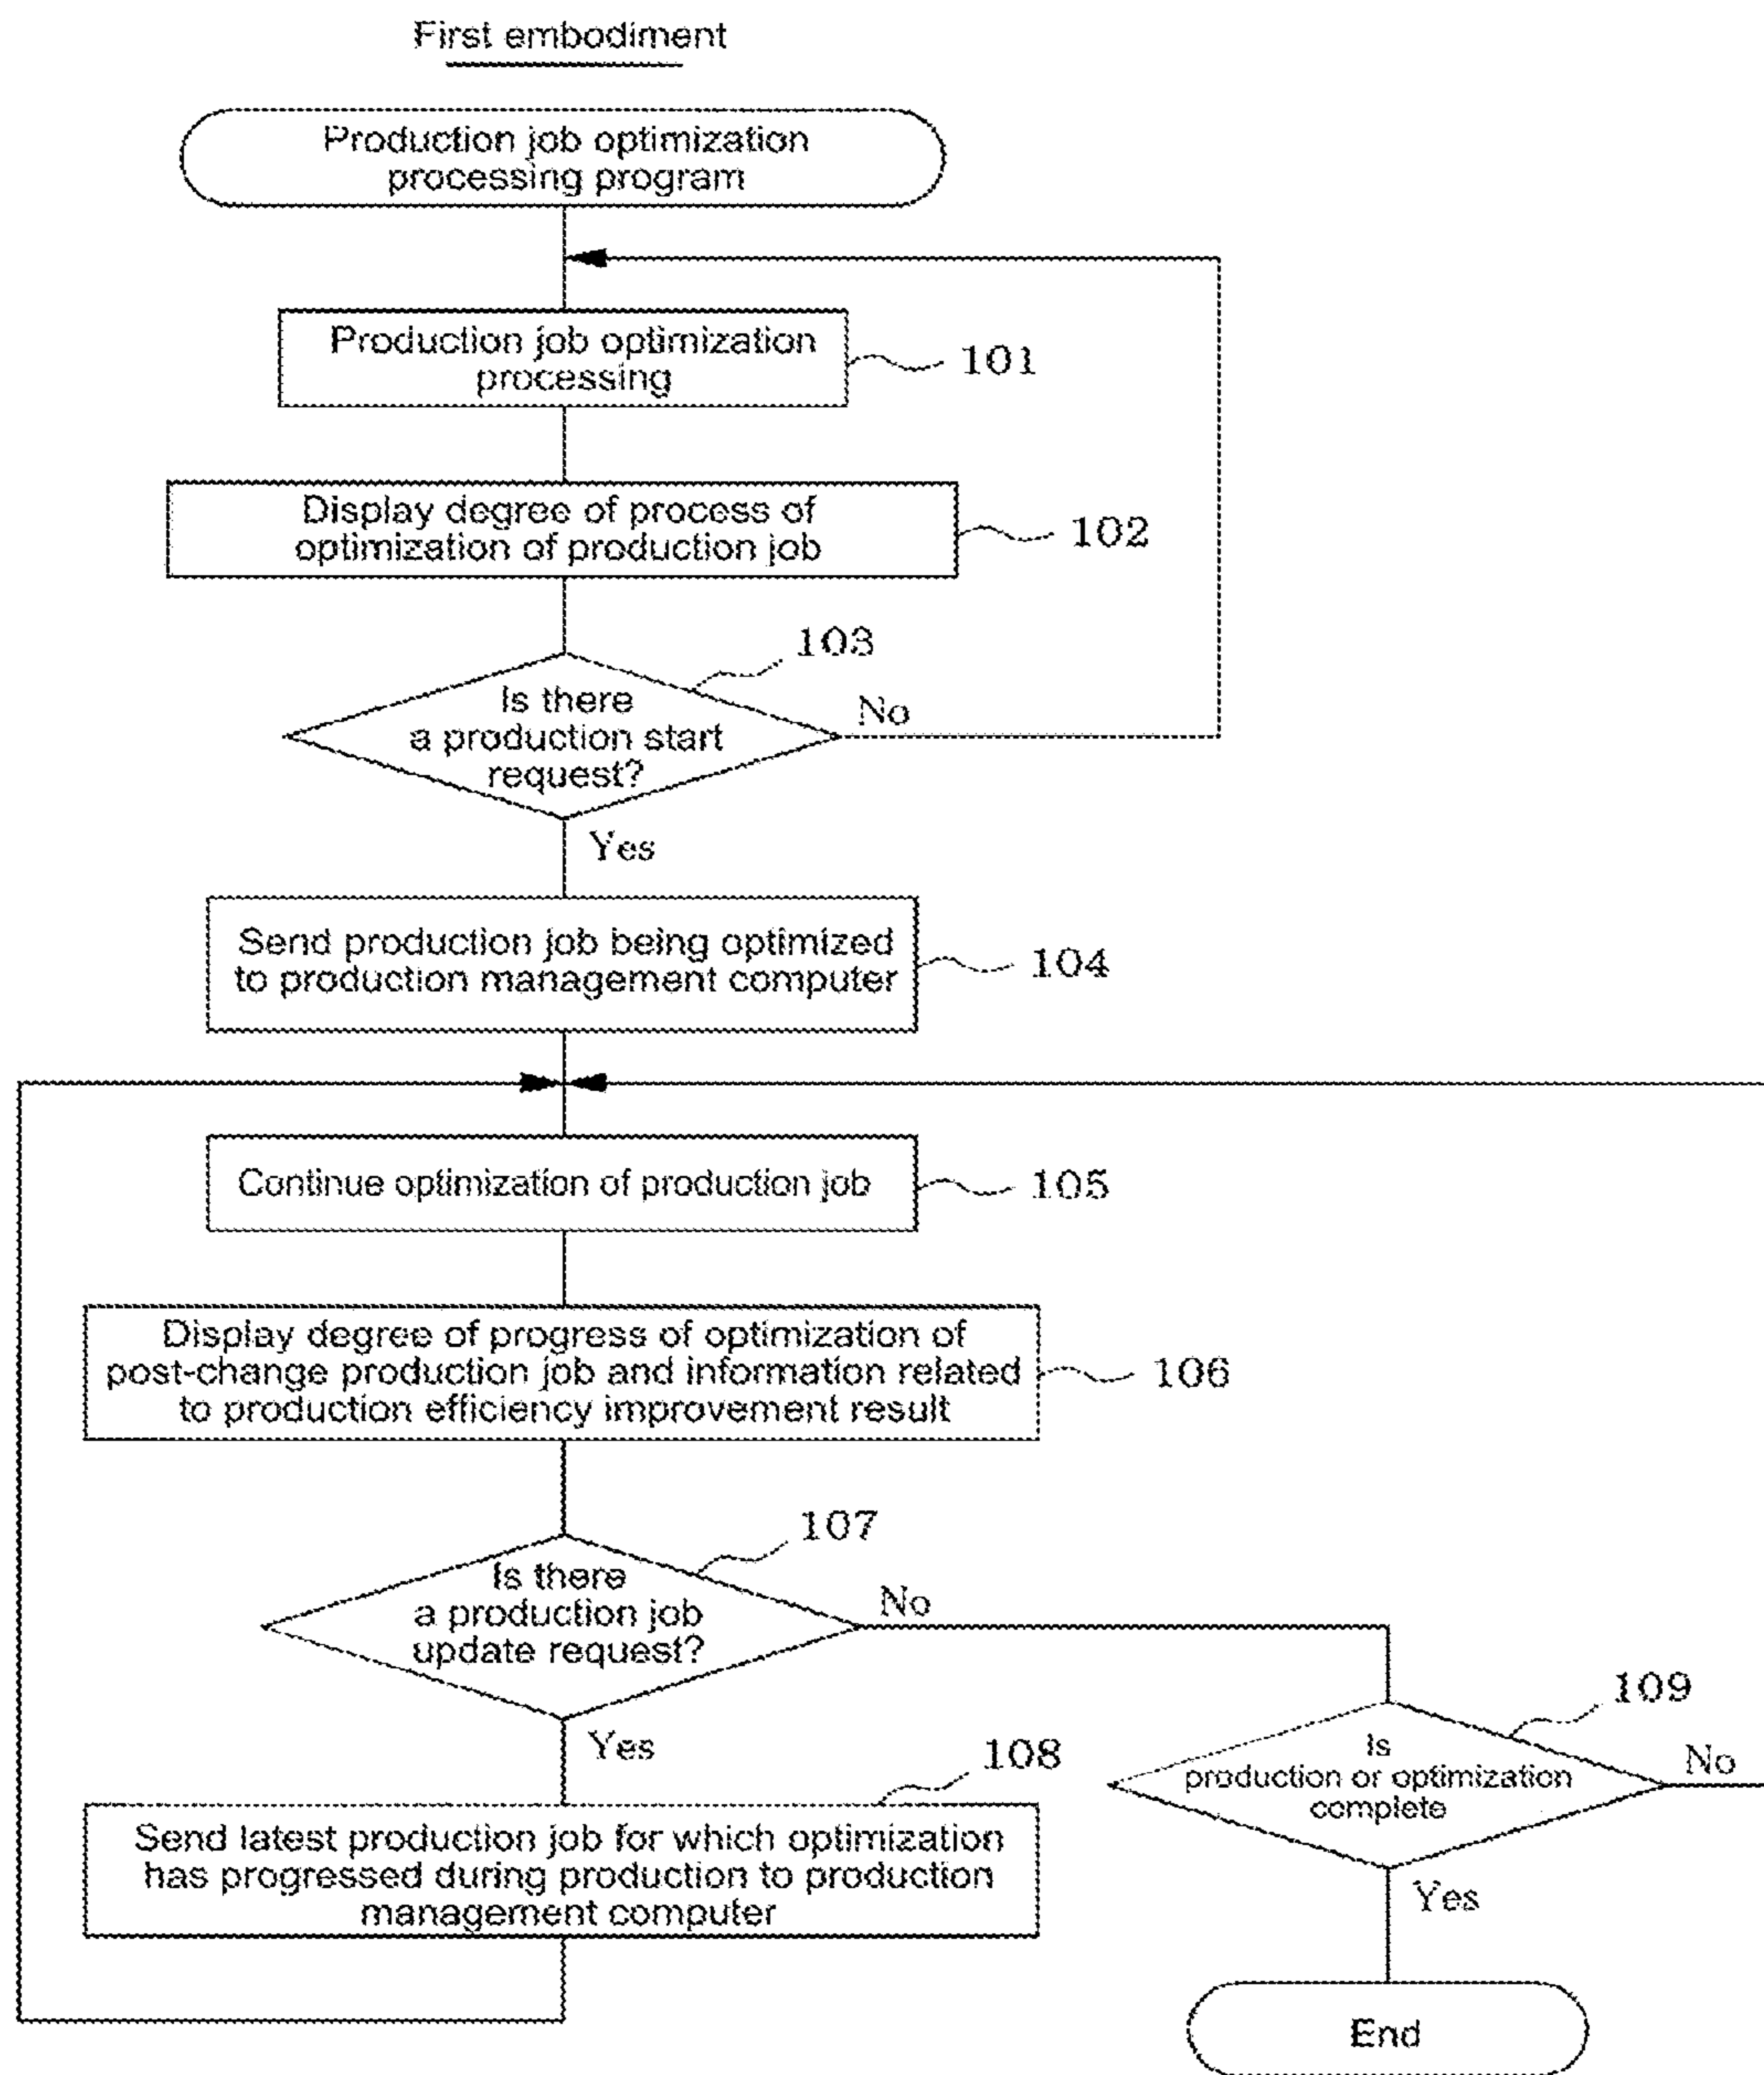 First embodiment
Production job optimization
processing program
Production job optimization
processing
101
Display degree of process of
optimization of production job
102
103
Is there
a production start
request?
No
Yes
Send production job being optimized
to production management computer
104
Continue optimization of production job
105
Display degree of progress of optimization of
post-change production job and information related
to production efficiency improvement result
106
107
Is there
a production job
update request?
No
Yes
108
Send latest production job for which optimization
has progressed during production to production
management computer
109
Is
production or optimization
complete
No
Yes
End